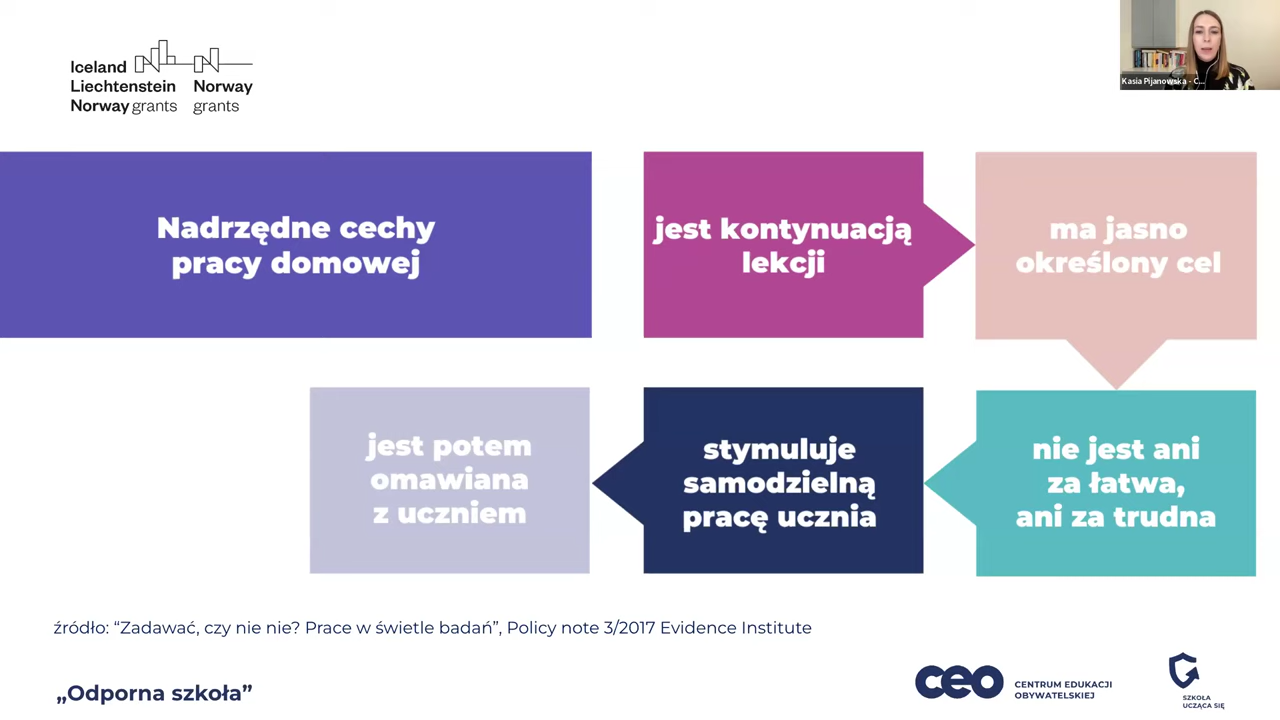 Iceland
Liechtenstein
Norway grants
Norway
grants
Kasia Pijanowska - C...
Nadrzędne cechy
pracy domowej
jest kontynuacją
lekcji
ma jasno
określony cel
nie jest ani
za łatwa,
ani za trudna
stymuluje
samodzielną
pracę ucznia
jest potem
omawiana
z uczniem
źródło: “Zadawać, czy nie nie? Prace w świetle badań”, Policy note 3/2017 Evidence Institute
„Odporna szkoła”
ceo
CENTRUM EDUKACJI
OBYWATELSKIEJ
SZKOŁA
UCZĄCA SIĘ